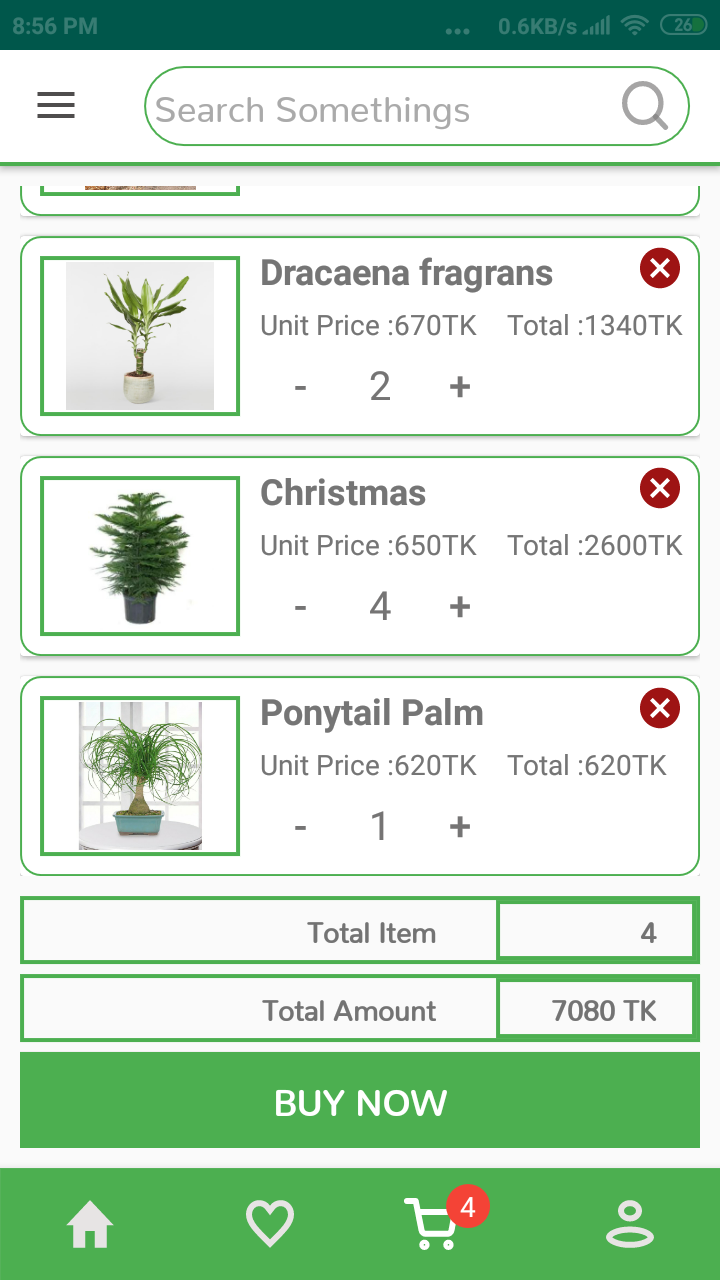 8:56 PM ... 0.6KB/s 26
Search Somethings
Dracaena fragrans
Unit Price :670TK Total :1340TK
- 2 +
Christmas
Unit Price :650TK Total :2600TK
- 4 +
Ponytail Palm
Unit Price :620TK Total :620TK
- 1 +
Total Item 4
Total Amount 7080 TK
BUY NOW
4